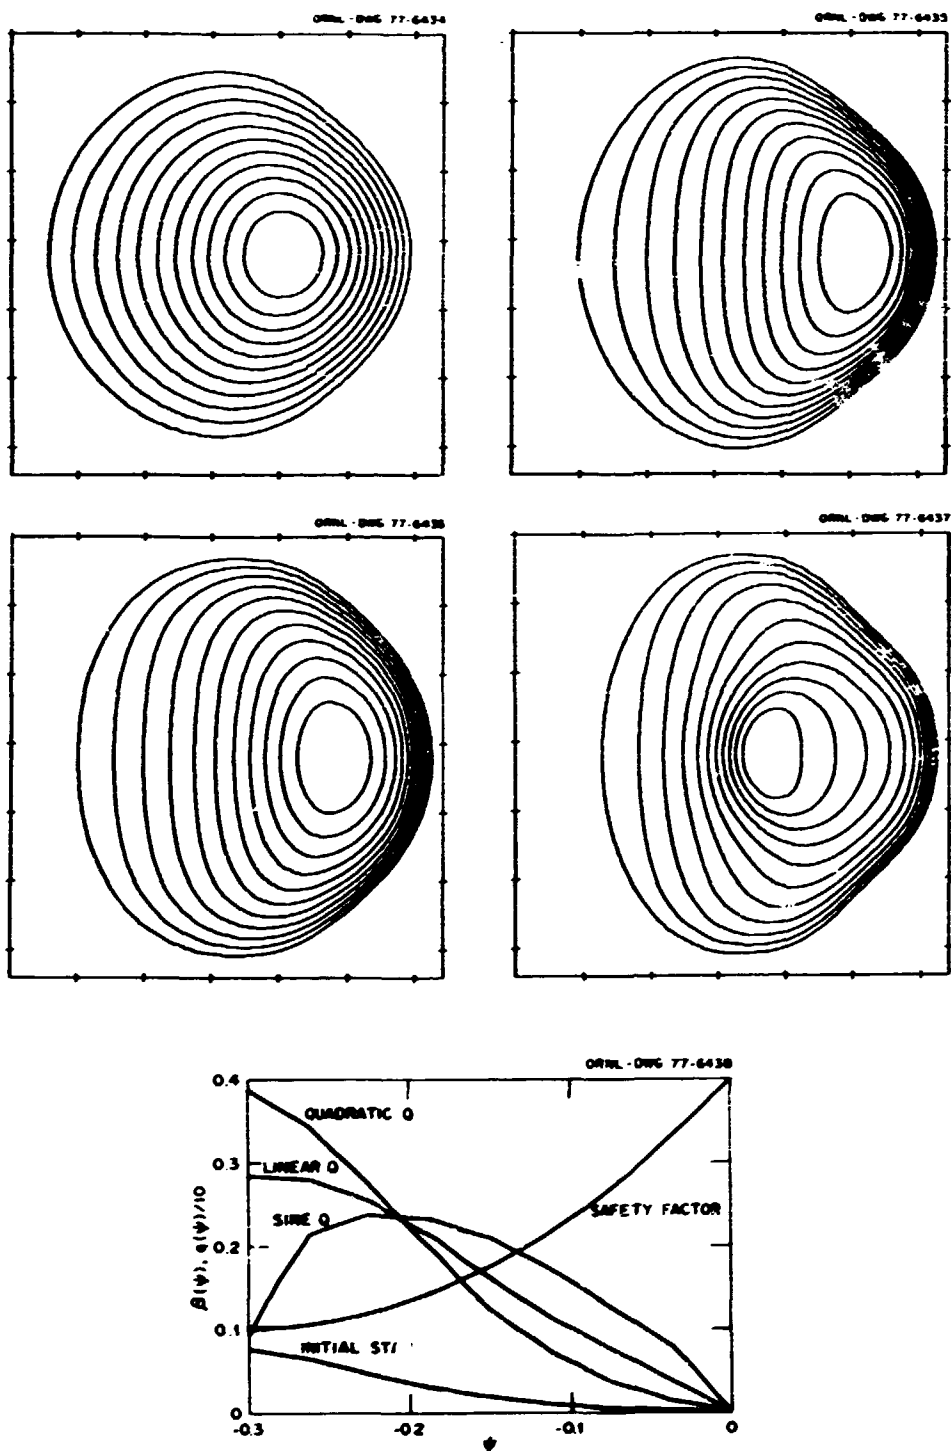 ORNL-DWG 77-6434
ORNL-DWG 77-6435
ORNL-DWG 77-6436
ORNL-DWG 77-6437
ORNL-DWG 77-6438
0.4
QUADRATIC Q
0.3
LINEAR Q
SINE Q
SAFETY FACTOR
0.2
β(ψ), q(ψ)/10
0.1
INITIAL
0
-0.3
-0.2
-0.1
0
ψ